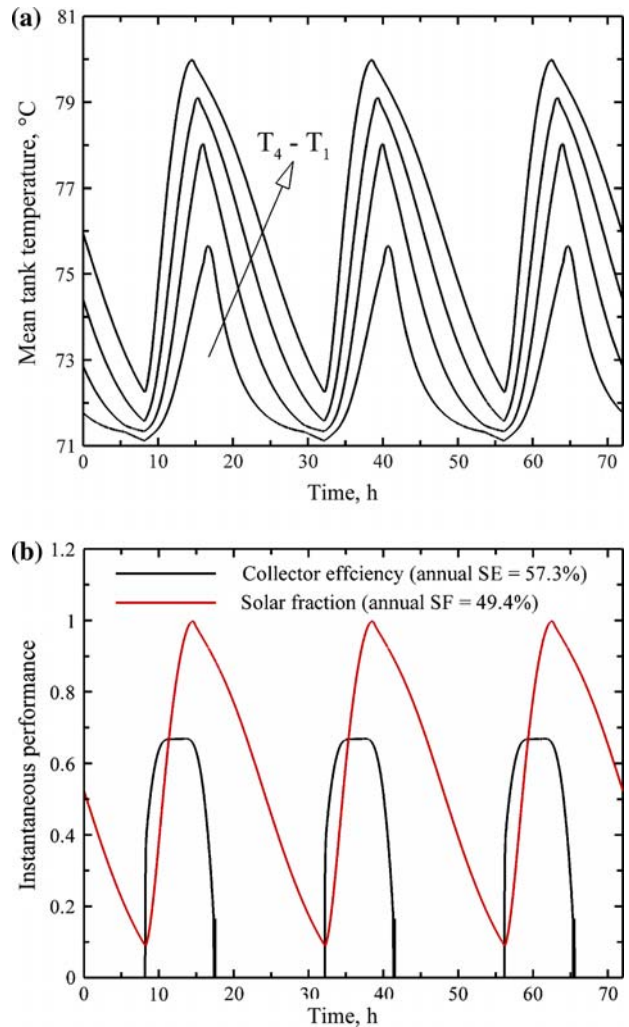 (a)
81
79
77
75
73
71
Mean tank temperature, °C
T4 - T1
0 10 20 30 40 50 60 70
Time, h
(b)
1.2
1
0.8
0.6
0.4
0.2
0
Instantaneous performance
Collector effciency (annual SE = 57.3%)
Solar fraction (annual SF = 49.4%)
0 10 20 30 40 50 60 70
Time, h